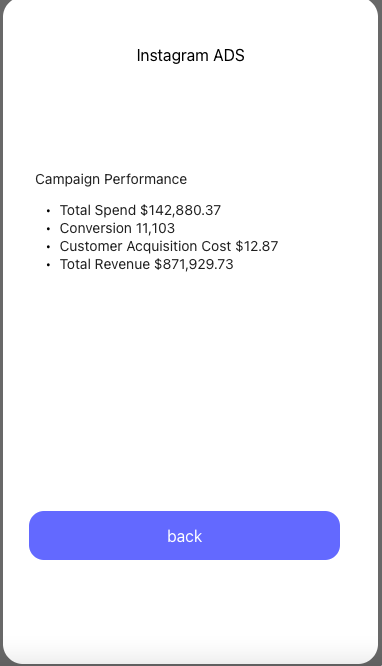 Instagram ADS
Campaign Performance
• Total Spend $142,880.37
• Conversion 11,103
• Customer Acquisition Cost $12.87
• Total Revenue $871,929.73
back